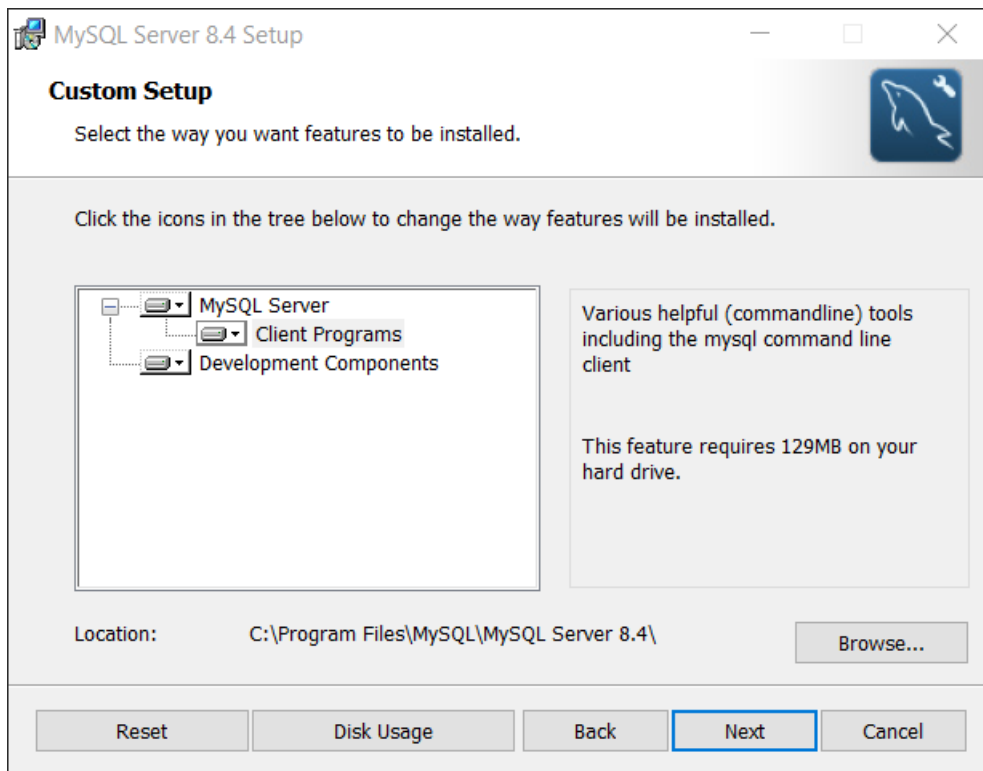 MySQL Server 8.4 Setup
Custom Setup
Select the way you want features to be installed.
Click the icons in the tree below to change the way features will be installed.
MySQL Server
Client Programs
Development Components
Various helpful (commandline) tools
including the mysql command line
client
This feature requires 129MB on your
hard drive.
Location: C:\Program Files\MySQL\MySQL Server 8.4\
Browse...
Reset Disk Usage Back Next Cancel